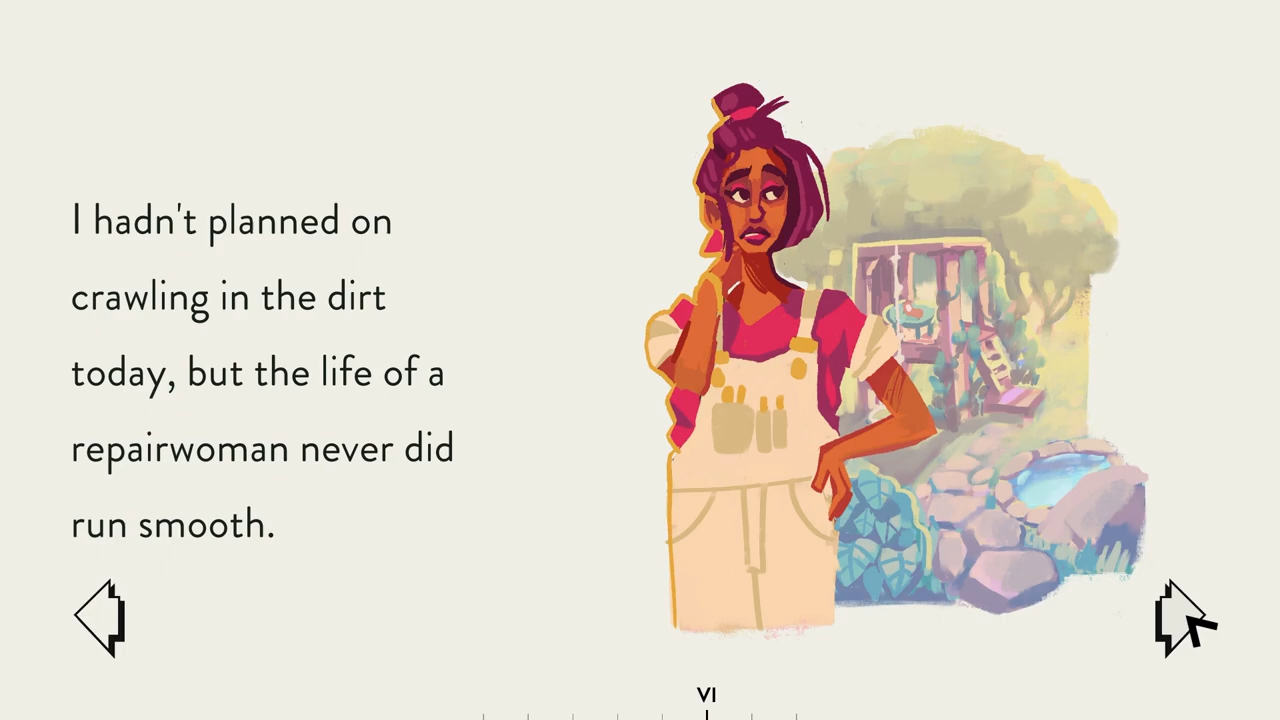 I hadn't planned on
crawling in the dirt
today, but the life of a
repairwoman never did
run smooth.
VI